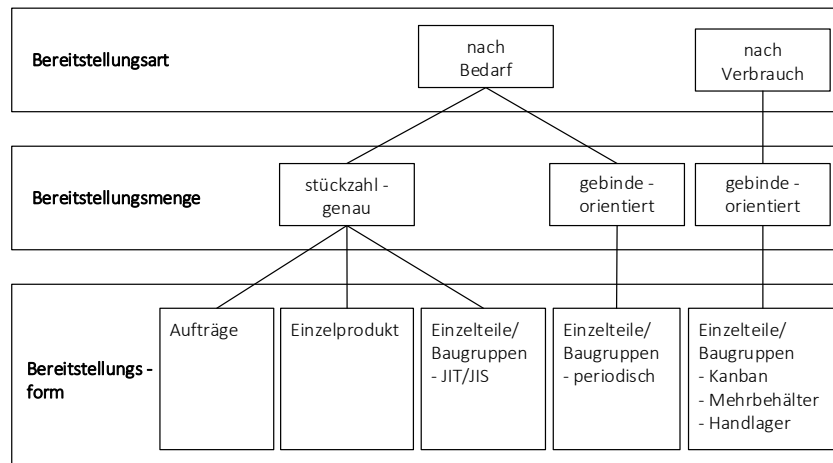 Bereitstellungsart
nach
Bedarf
nach
Verbrauch
Bereitstellungsmenge
stückzahl -
genau
gebinde -
orientiert
gebinde -
orientiert
Bereitstellungs -
form
Aufträge
Einzelprodukt
Einzelteile/
Baugruppen
- JIT/JIS
Einzelteile/
Baugruppen
- periodisch
Einzelteile/
Baugruppen
- Kanban
- Mehrbehälter
- Handlager